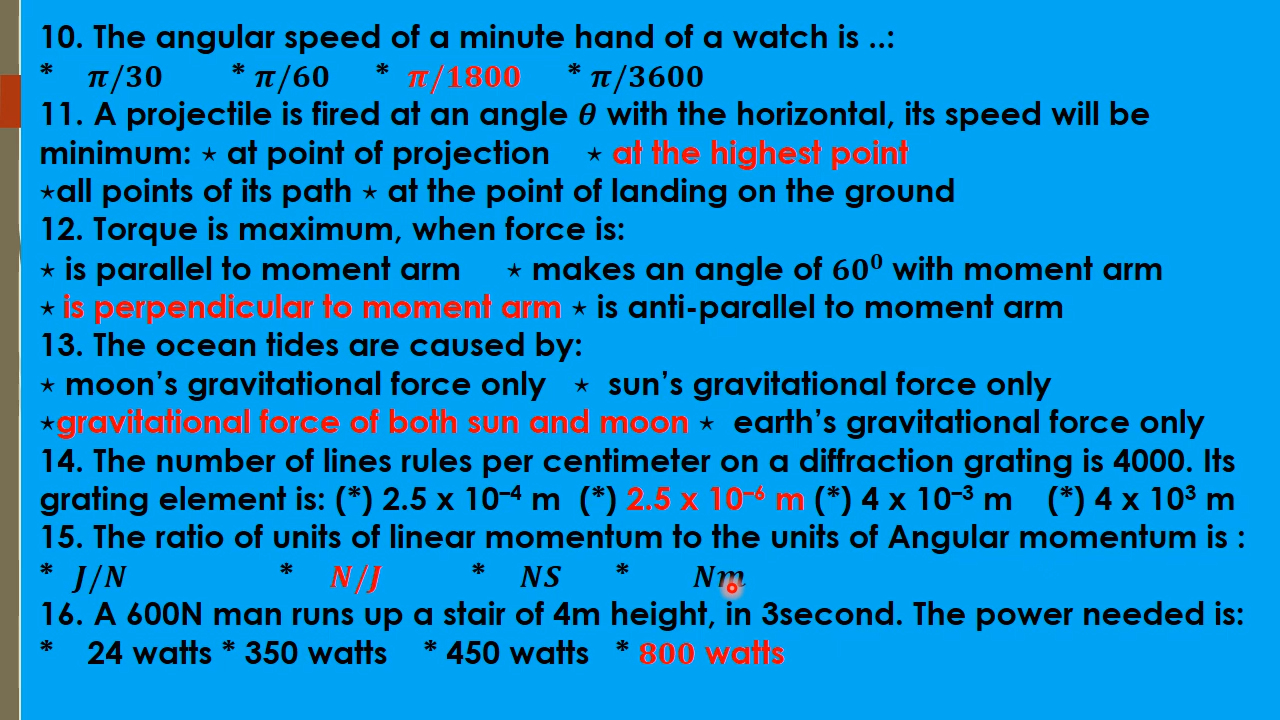 10. The angular speed of a minute hand of a watch is ..:
* π/30 * π/60 * π/1800 * π/3600
11. A projectile is fired at an angle θ with the horizontal, its speed will be
minimum: ⋆ at point of projection ⋆ at the highest point
⋆all points of its path ⋆ at the point of landing on the ground
12. Torque is maximum, when force is:
⋆ is parallel to moment arm ⋆ makes an angle of 60⁰ with moment arm
⋆ is perpendicular to moment arm ⋆ is anti-parallel to moment arm
13. The ocean tides are caused by:
⋆ moon’s gravitational force only ⋆ sun’s gravitational force only
⋆gravitational force of both sun and moon ⋆ earth’s gravitational force only
14. The number of lines rules per centimeter on a diffraction grating is 4000. Its
grating element is: (*) 2.5 x 10⁻⁴ m (*) 2.5 x 10⁻⁶ m (*) 4 x 10⁻³ m (*) 4 x 10³ m
15. The ratio of units of linear momentum to the units of Angular momentum is :
* J/N * N/J * NS * Nm
16. A 600N man runs up a stair of 4m height, in 3second. The power needed is:
* 24 watts * 350 watts * 450 watts * 800 watts